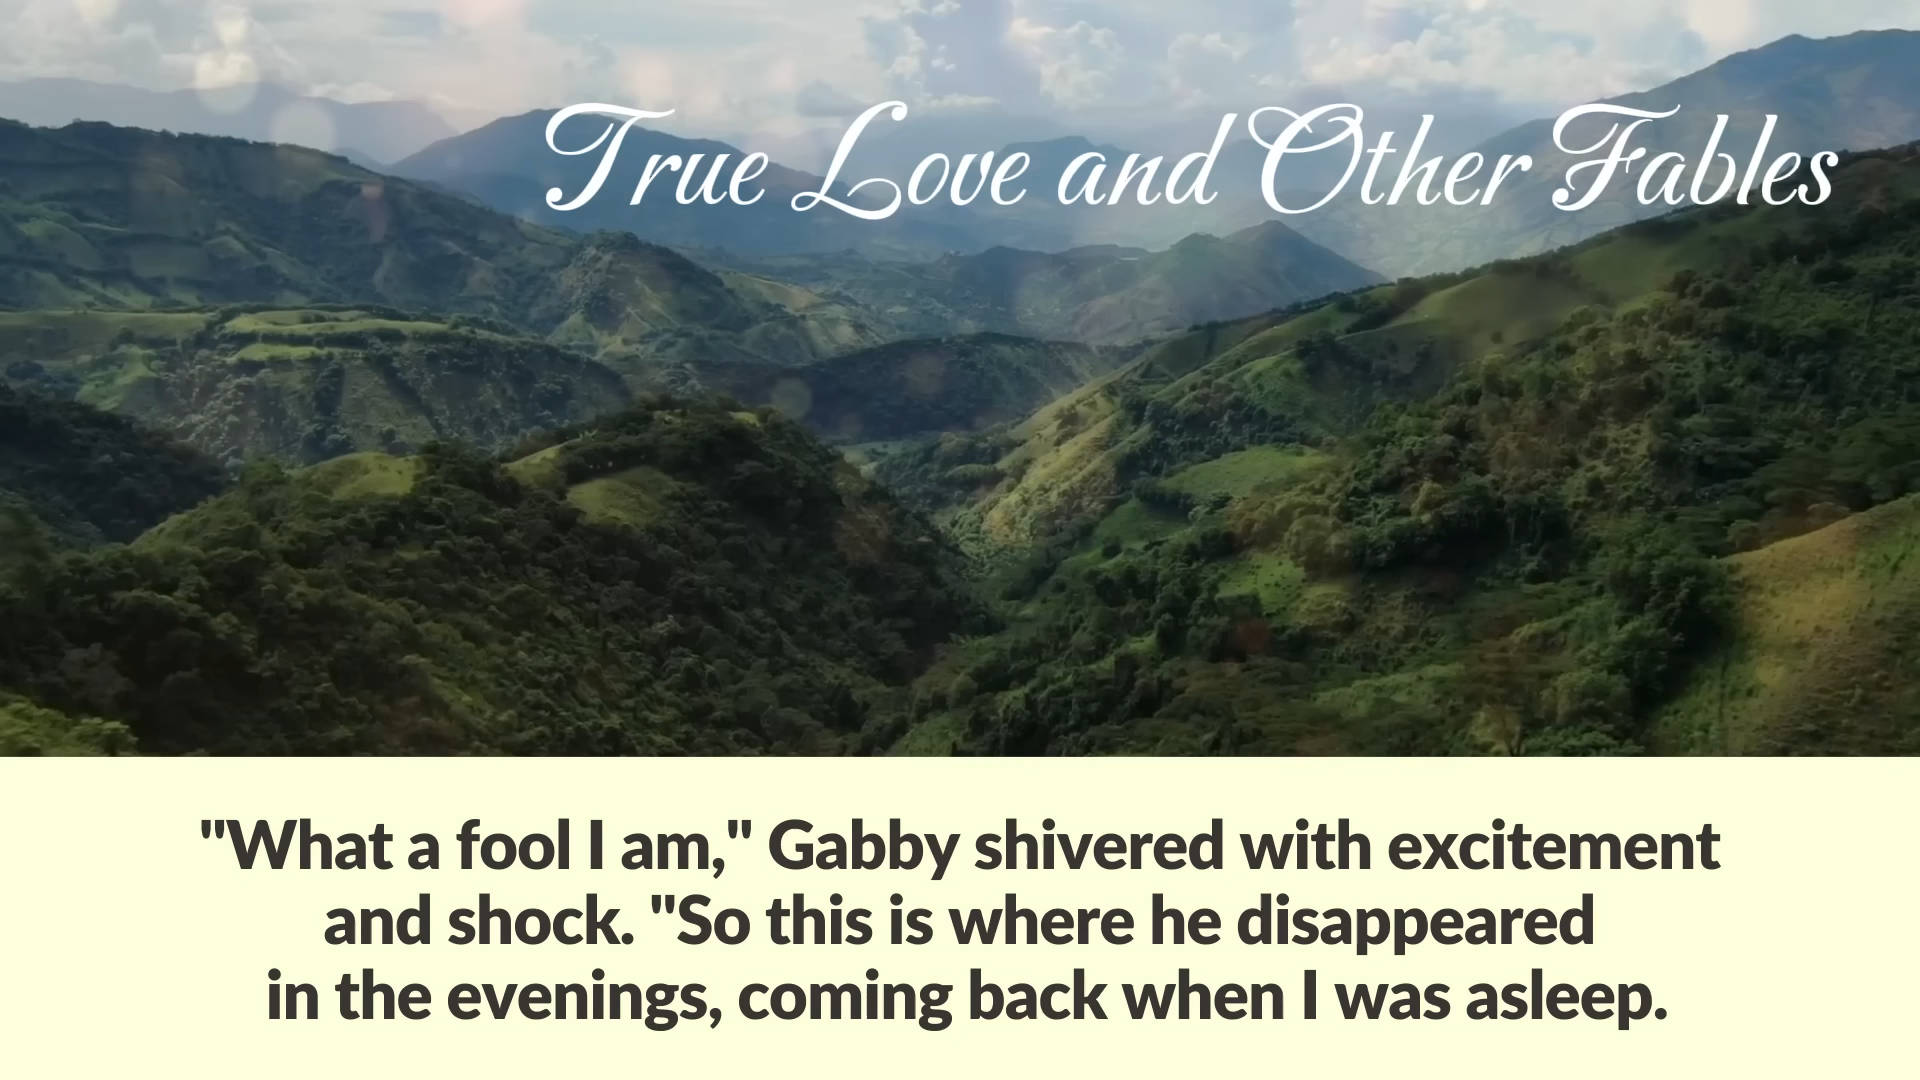 True Love and Other Fables
"What a fool I am," Gabby shivered with excitement
and shock. "So this is where he disappeared
in the evenings, coming back when I was asleep.